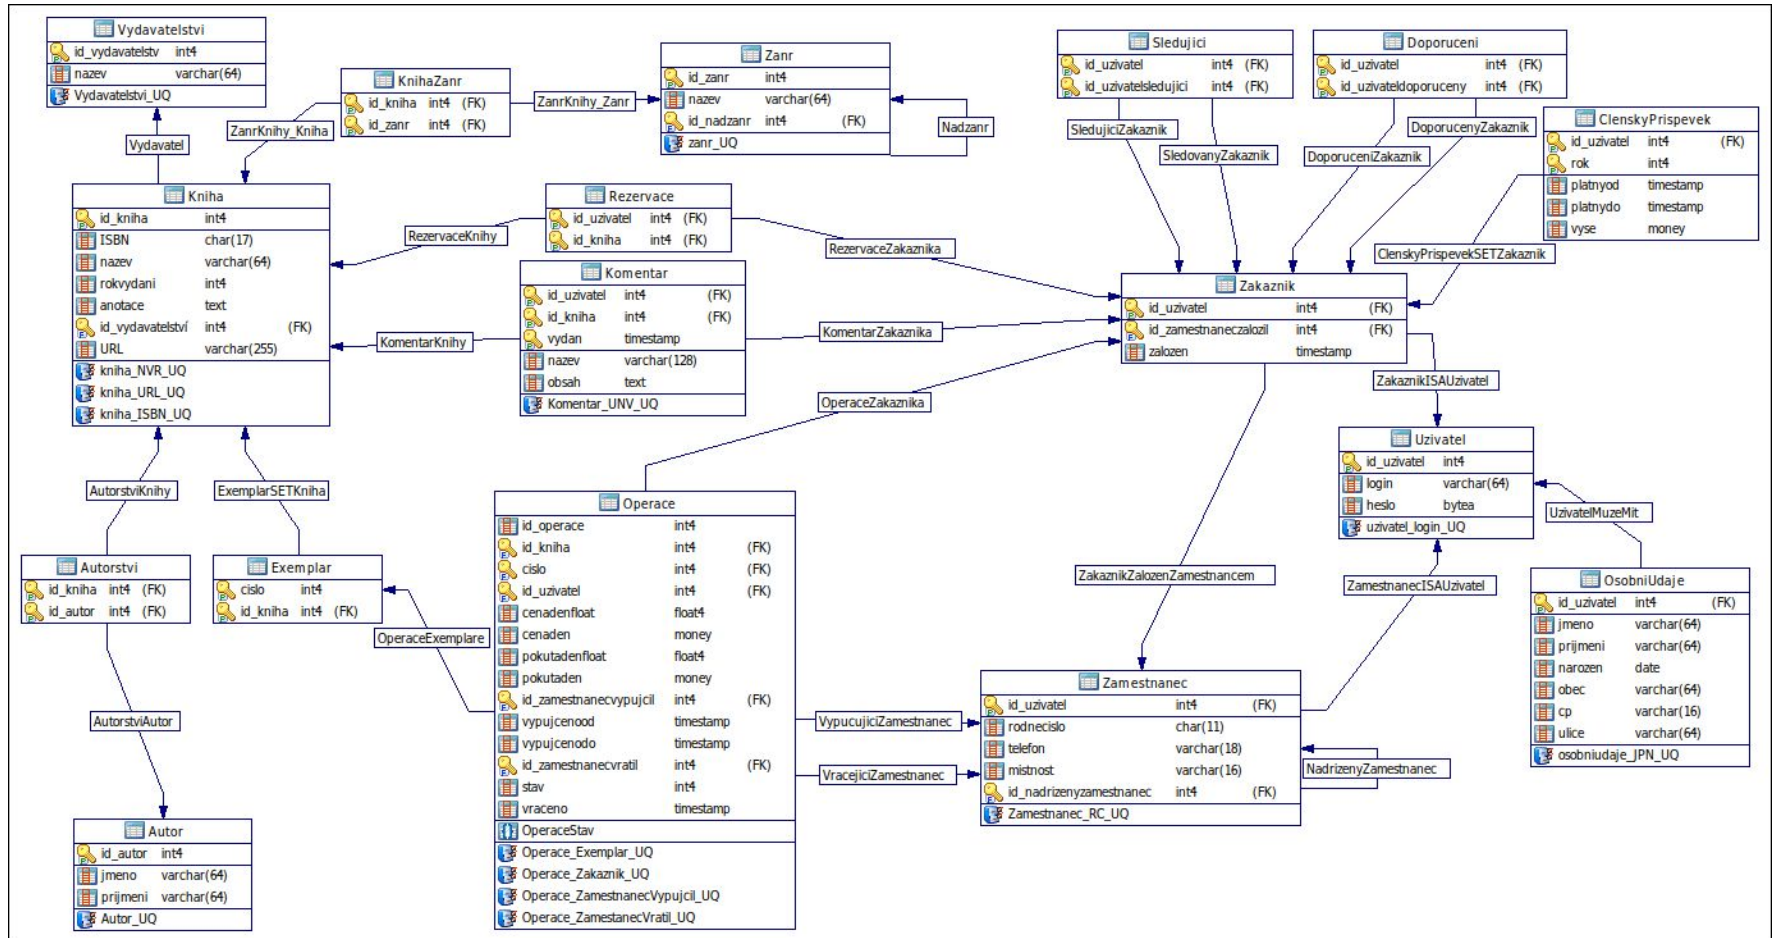 Vydavatelstvi
id_vydavatelstv int4
nazev varchar(64)
Vydavatelstvi_UQ
Vydavatel
KnihaZanr
id_kniha int4 (FK)
id_zanr int4 (FK)
ZanrKnihy_Kniha
ZanrKnihy_Zanr
Zanr
id_zanr int4
nazev varchar(64)
id_nadzanr int4 (FK)
zanr_UQ
Nadzanr
Sledujici
id_uzivatel int4 (FK)
id_uzivatelsledujici int4 (FK)
SledujiciZakaznik
SledovanyZakaznik
Doporuceni
id_uzivatel int4 (FK)
id_uzivateldoporuceny int4 (FK)
DoporuceniZakaznik
DoporucenyZakaznik
ClenskyPrispevek
id_uzivatel int4 (FK)
rok int4
platnyod timestamp
platnydo timestamp
vyse money
ClenskyPrispevekSETZakaznik
Kniha
id_kniha int4
ISBN char(17)
nazev varchar(64)
rokvydani int4
anotace text
id_vydavatelství int4 (FK)
URL varchar(255)
kniha_NVR_UQ
kniha_URL_UQ
kniha_ISBN_UQ
Rezervace
id_uzivatel int4 (FK)
id_kniha int4 (FK)
RezervaceKnihy
RezervaceZakaznika
Komentar
id_uzivatel int4 (FK)
id_kniha int4 (FK)
vydan timestamp
nazev varchar(128)
obsah text
Komentar_UNV_UQ
KomentarKnihy
KomentarZakaznika
OperaceZakaznika
Zakaznik
id_uzivatel int4 (FK)
id_zamestnaneczalozil int4 (FK)
zalozen timestamp
ZakaznikISAUzivatel
Uzivatel
id_uzivatel int4
login varchar(64)
heslo bytea
uzivatel_login_UQ
UzivatelMuzeMit
AutorstviKnihy
ExemplarSETKniha
Autorstvi
id_kniha int4 (FK)
id_autor int4 (FK)
Exemplar
cislo int4
id_kniha int4 (FK)
OperaceExemplare
AutorstviAutor
Autor
id_autor int4
jmeno varchar(64)
prijmeni varchar(64)
Autor_UQ
Operace
id_operace int4
id_kniha int4 (FK)
cislo int4 (FK)
id_uzivatel int4 (FK)
cenadenfloat float4
cenaden money
pokutadenfloat float4
pokutaden money
id_zamestnanecvypujcil int4 (FK)
vypujcenood timestamp
vypujcenodo timestamp
id_zamestnanecvratil int4 (FK)
stav int4
vraceno timestamp
OperaceStav
Operace_Exemplar_UQ
Operace_Zakaznik_UQ
Operace_ZamestnanecVypujcil_UQ
Operace_ZamestanecVratil_UQ
VypucujiciZamestnanec
VracejiciZamestnanec
ZakaznikZalozenZamestnancem
ZamestnanecISAUzivatel
Zamestnanec
id_uzivatel int4 (FK)
rodnecislo char(11)
telefon varchar(18)
mistnost varchar(16)
id_nadrizenyzamestnanec int4 (FK)
Zamestnanec_RC_UQ
NadrizenyZamestnanec
OsobniUdaje
id_uzivatel int4 (FK)
jmeno varchar(64)
prijmeni varchar(64)
narozen date
obec varchar(64)
cp varchar(16)
ulice varchar(64)
osobniudaje_JPN_UQ